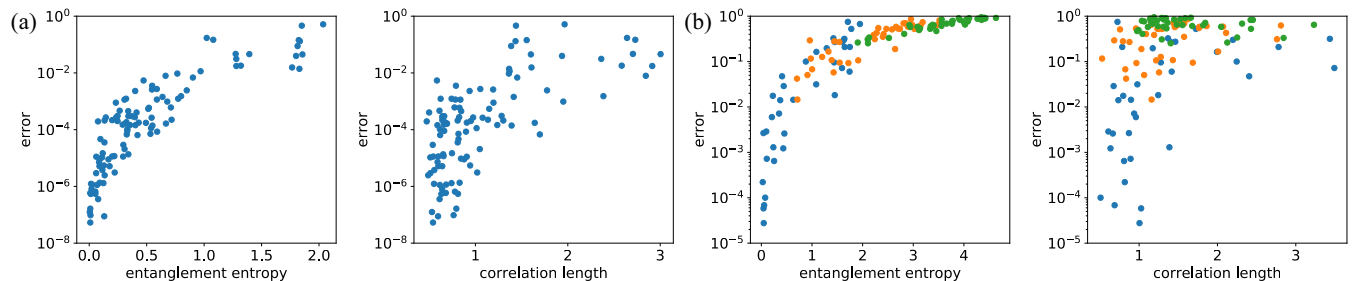 (a)
10^0
10^-2
10^-4
10^-6
10^-8
error
0.0 0.5 1.0 1.5 2.0
entanglement entropy
10^0
10^-2
10^-4
10^-6
10^-8
error
1 2 3
correlation length
(b)
10^0
10^-1
10^-2
10^-3
10^-4
10^-5
error
0 1 2 3 4
entanglement entropy
10^0
10^-1
10^-2
10^-3
10^-4
10^-5
error
1 2 3
correlation length